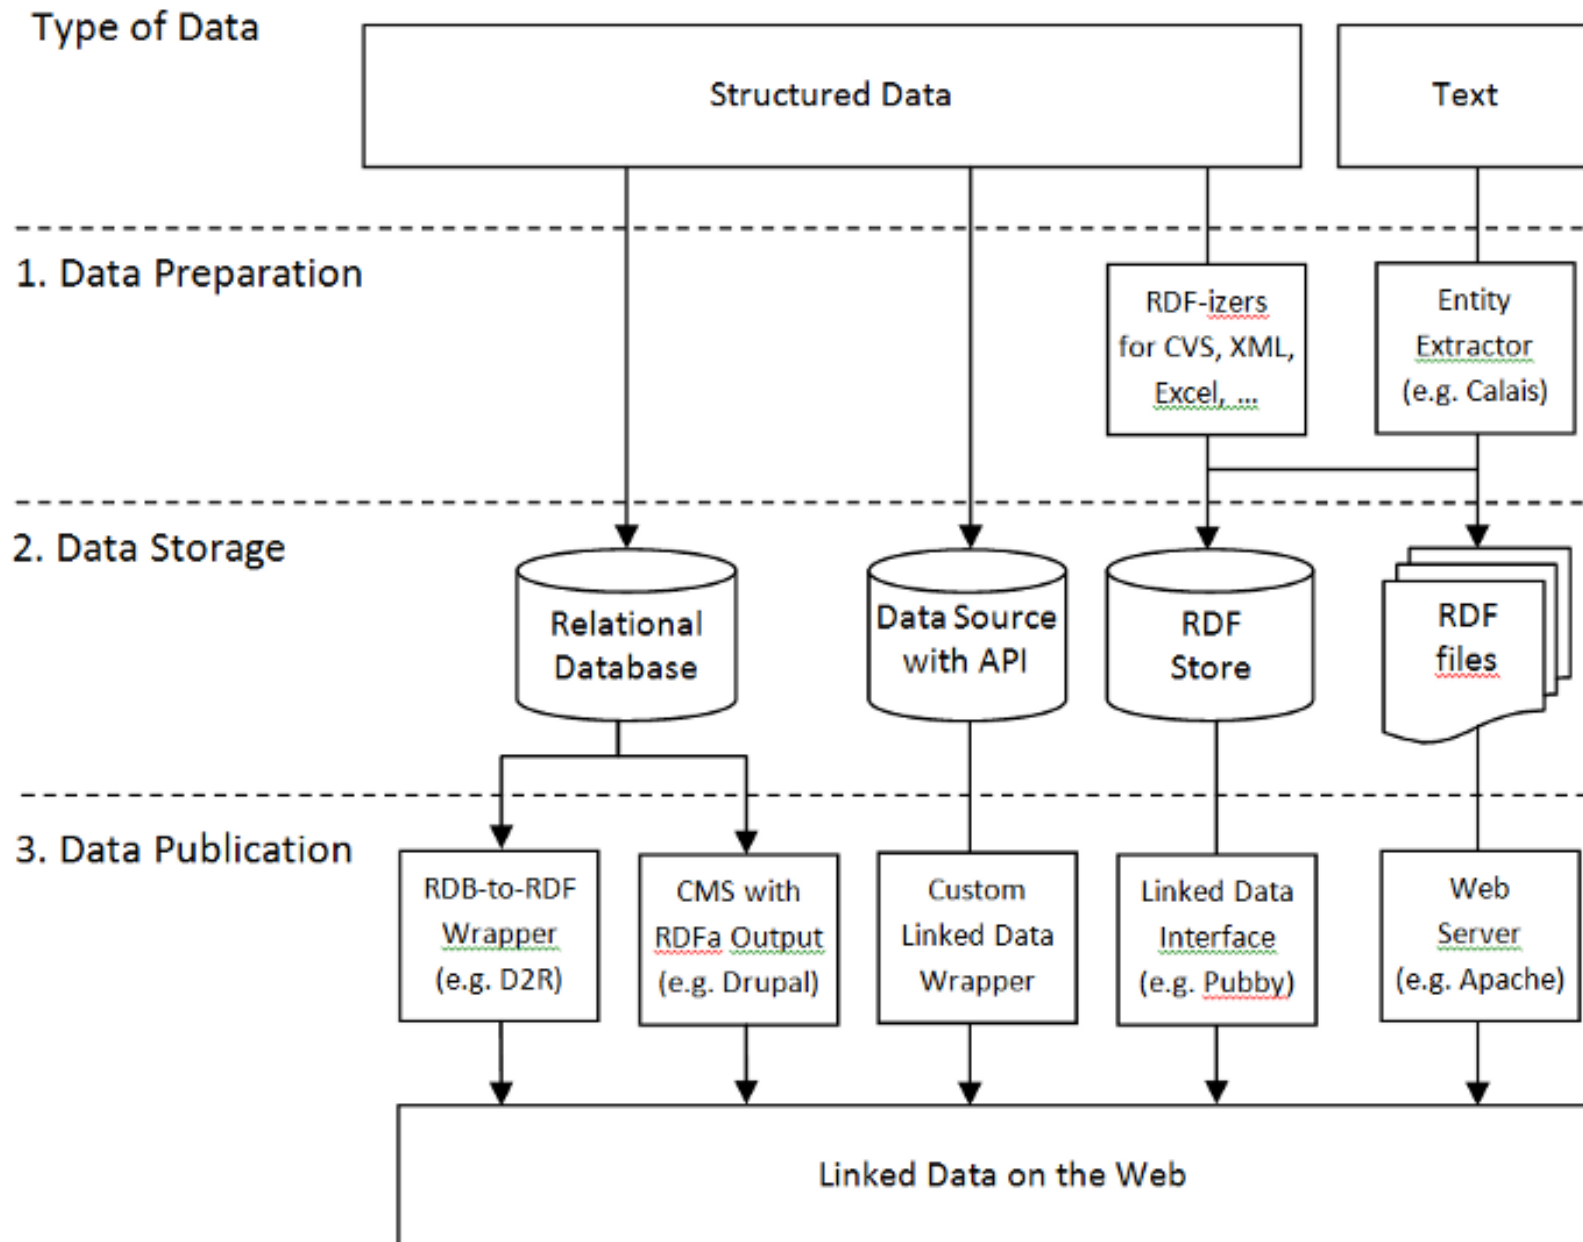 Type of Data
Structured Data
Text
1. Data Preparation
RDF-izers
for CVS, XML,
Excel, ...
Entity
Extractor
(e.g. Calais)
2. Data Storage
Relational
Database
Data Source
with API
RDF
Store
RDF
files
3. Data Publication
RDB-to-RDF
Wrapper
(e.g. D2R)
CMS with
RDFa Output
(e.g. Drupal)
Custom
Linked Data
Wrapper
Linked Data
Interface
(e.g. Pubby)
Web
Server
(e.g. Apache)
Linked Data on the Web